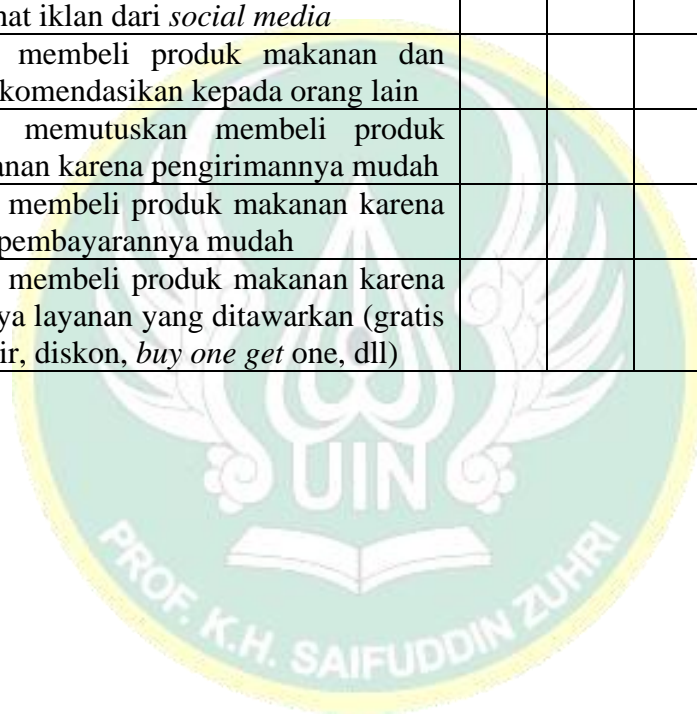 hat iklan dari social media
membeli produk makanan dan
komendasikan kepada orang lain
memutuskan membeli produk
anan karena pengirimannya mudah
membeli produk makanan karena
pembayarannya mudah
membeli produk makanan karena
ya layanan yang ditawarkan (gratis
ir, diskon, buy one get one, dll)
UIN
PROF. K.H. SAIFUDDIN ZUHRI